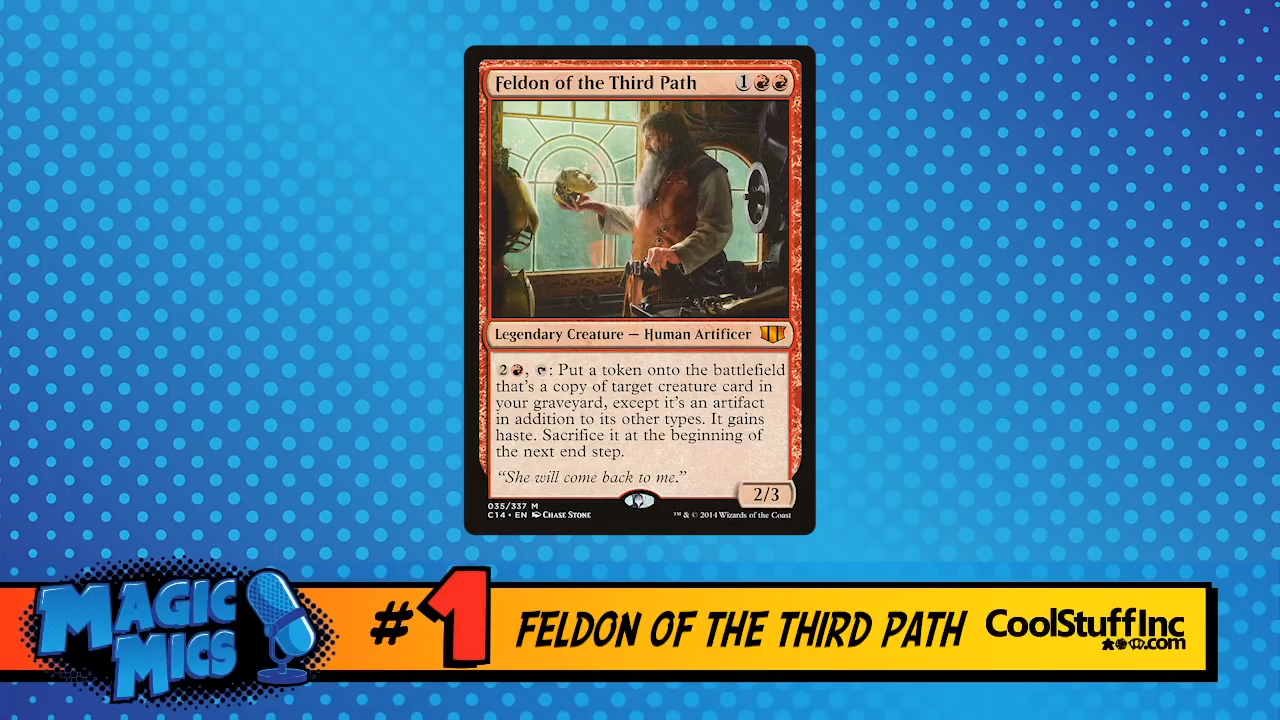 Feldon of the Third Path 1
Legendary Creature — Human Artificer
2 , : Put a token onto the battlefield
that's a copy of target creature card in
your graveyard, except it's an artifact
in addition to its other types. It gains
haste. Sacrifice it at the beginning of
the next end step.
“She will come back to me.”
2/3
035/337 M
C14 • EN Chase Stone
™ & © 2014 Wizards of the Coast
MAGIC
MICS
#1 FELDON OF THE THIRD PATH
CoolStuffInc
.com